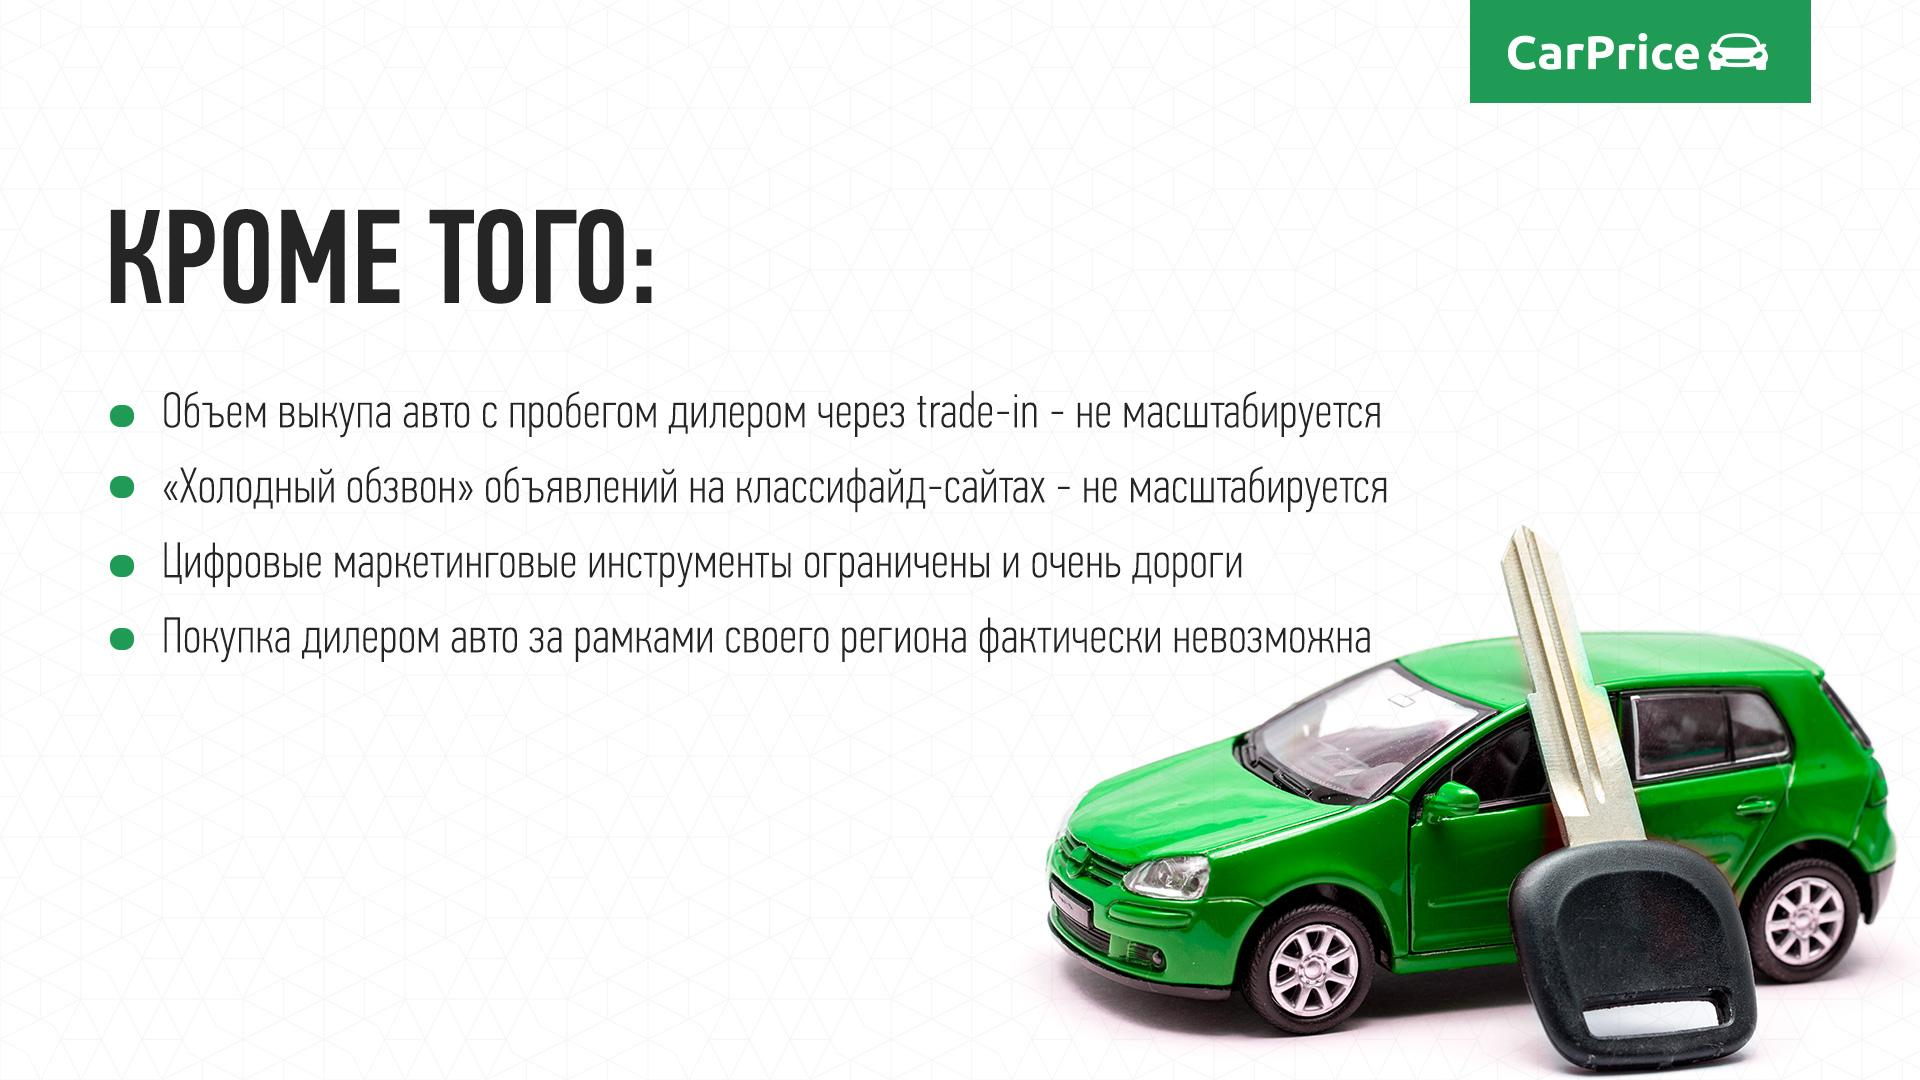 CarPrice
КРОМЕ ТОГО:
Объем выкупа авто с пробегом дилером через trade-in - не масштабируется
«Холодный обзвон» объявлений на классифайд-сайтах - не масштабируется
Цифровые маркетинговые инструменты ограничены и очень дороги
Покупка дилером авто за рамками своего региона фактически невозможна